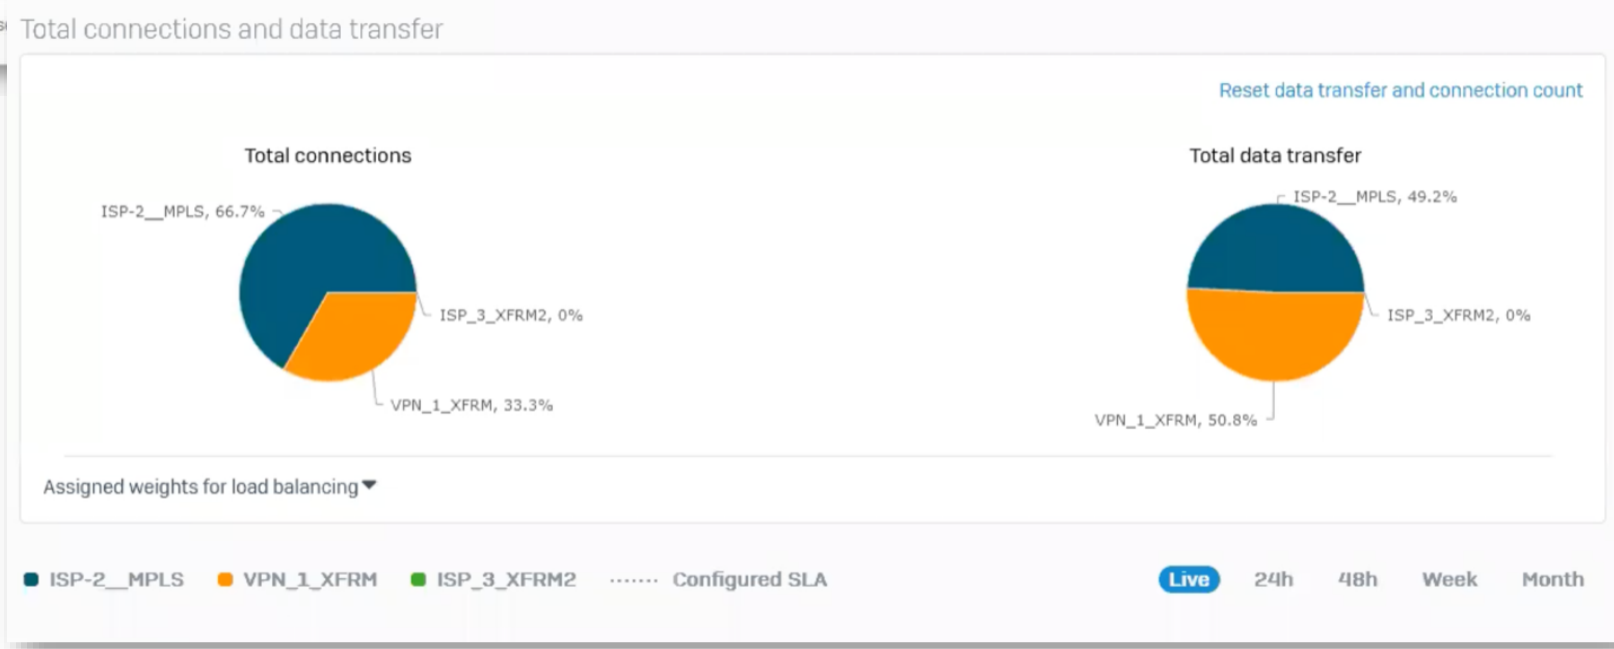 Total connections and data transfer
Reset data transfer and connection count
Total connections
ISP-2__MPLS, 66.7%
ISP_3_XFRM2, 0%
VPN_1_XFRM, 33.3%
Total data transfer
ISP-2__MPLS, 49.2%
ISP_3_XFRM2, 0%
VPN_1_XFRM, 50.8%
Assigned weights for load balancing
ISP-2__MPLS VPN_1_XFRM ISP_3_XFRM2 Configured SLA Live 24h 48h Week Month